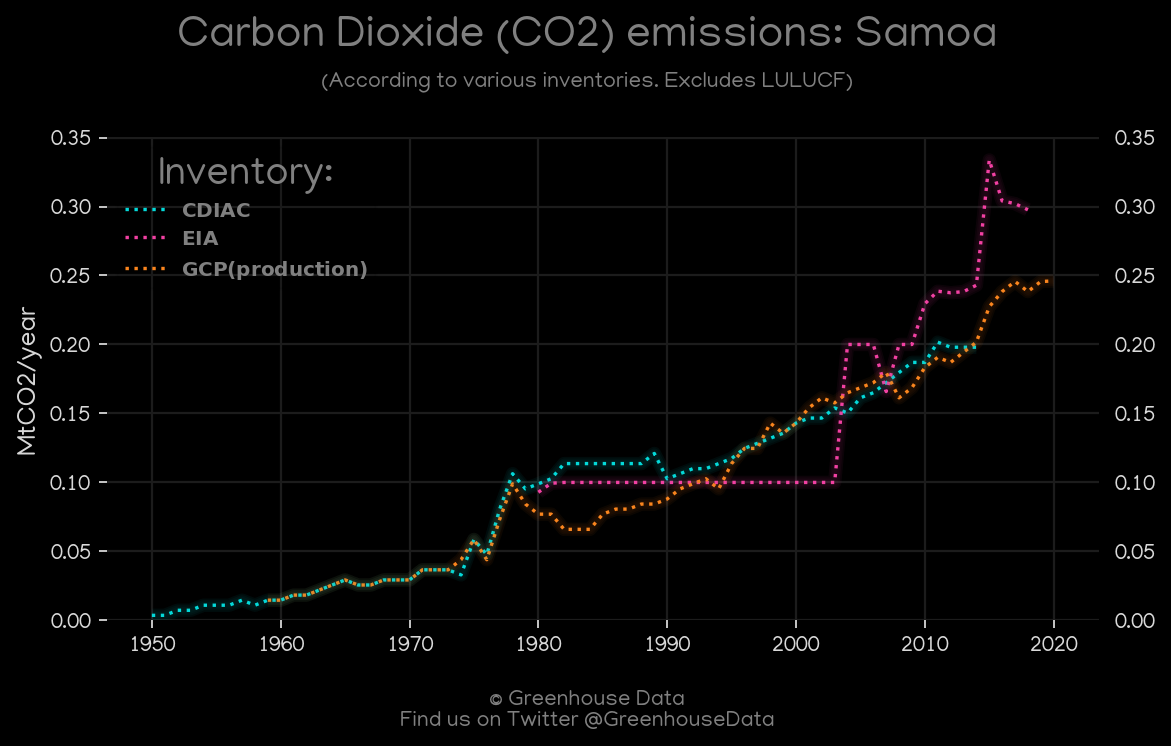 Carbon Dioxide (CO2) emissions: Samoa
(According to various inventories. Excludes LULUCF)
0.35 0.35
Inventory:
0.30 0.30
CDIAC
EIA
GCP(production)
0.25 0.25
0.20 0.20
MtCO2/year
0.15 0.15
0.10 0.10
0.05 0.05
0.00 0.00
1950 1960 1970 1980 1990 2000 2010 2020
© Greenhouse Data
Find us on Twitter @GreenhouseData